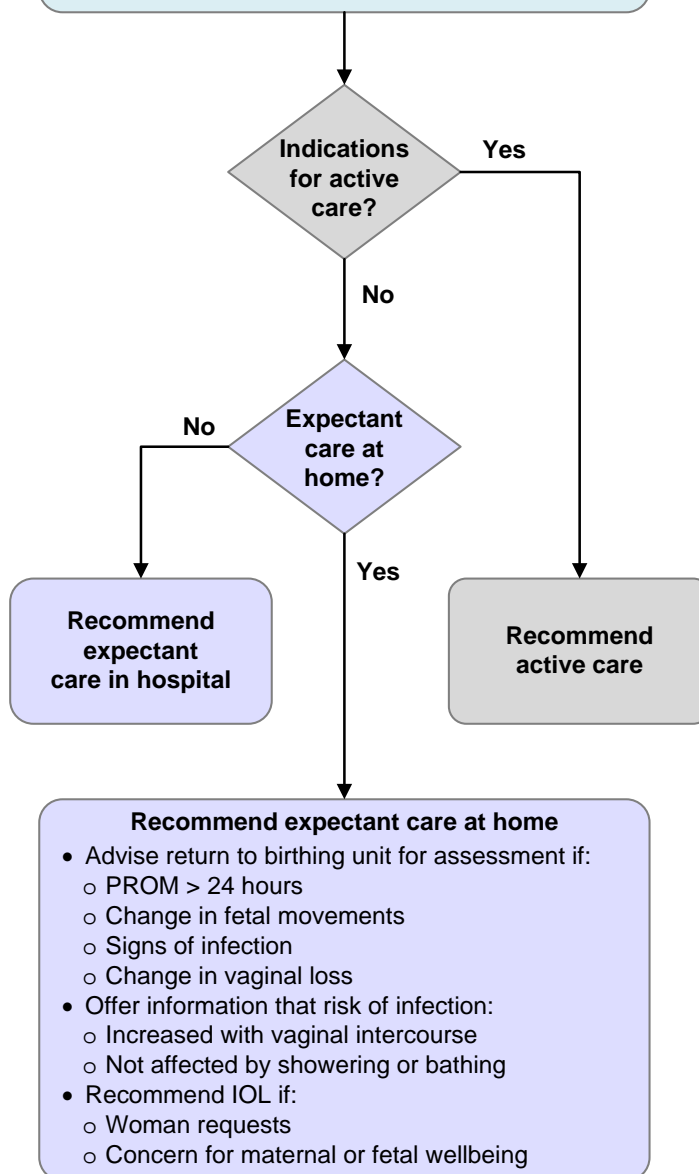 Indications
for active
care?
Yes
No
Expectant
care at
home?
No
Yes
Recommend
expectant
care in hospital
Recommend
active care
Recommend expectant care at home
• Advise return to birthing unit for assessment if:
o PROM > 24 hours
o Change in fetal movements
o Signs of infection
o Change in vaginal loss
• Offer information that risk of infection:
o Increased with vaginal intercourse
o Not affected by showering or bathing
• Recommend IOL if:
o Woman requests
o Concern for maternal or fetal wellbeing